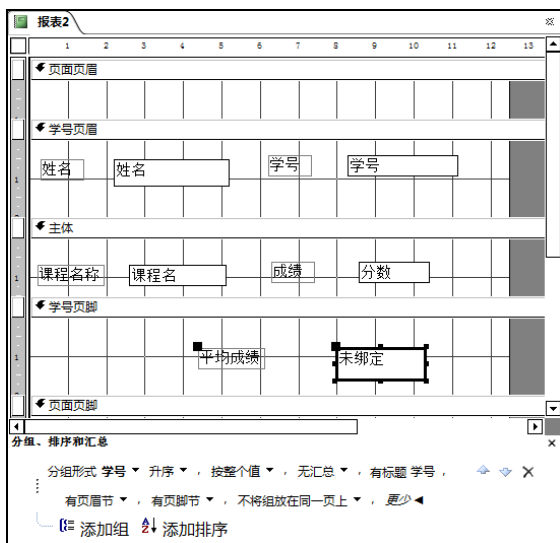 报表2
1 2 3 4 5 6 7 8 9 10 11 12 13
页面页眉
学号页眉
姓名 姓名 学号 学号
1
主体
课程名称 课程名 成绩 分数
1
学号页脚
平均成绩 未绑定
1
页面页脚
分组、排序和汇总
分组形式 学号 升序 , 按整个值 , 无汇总 , 有标题 学号 ,
有页眉节 , 有页脚节 , 不将组放在同一页上 , 更少
添加组 添加排序